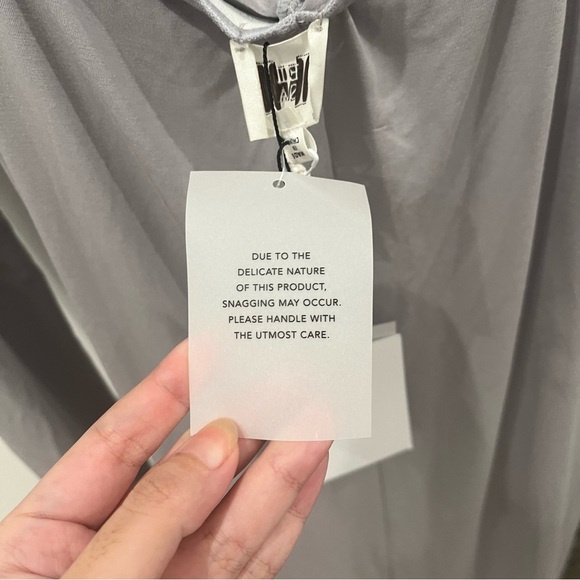 DUE TO THE
DELICATE NATURE
OF THIS PRODUCT,
SNAGGING MAY OCCUR.
PLEASE HANDLE WITH
THE UTMOST CARE.